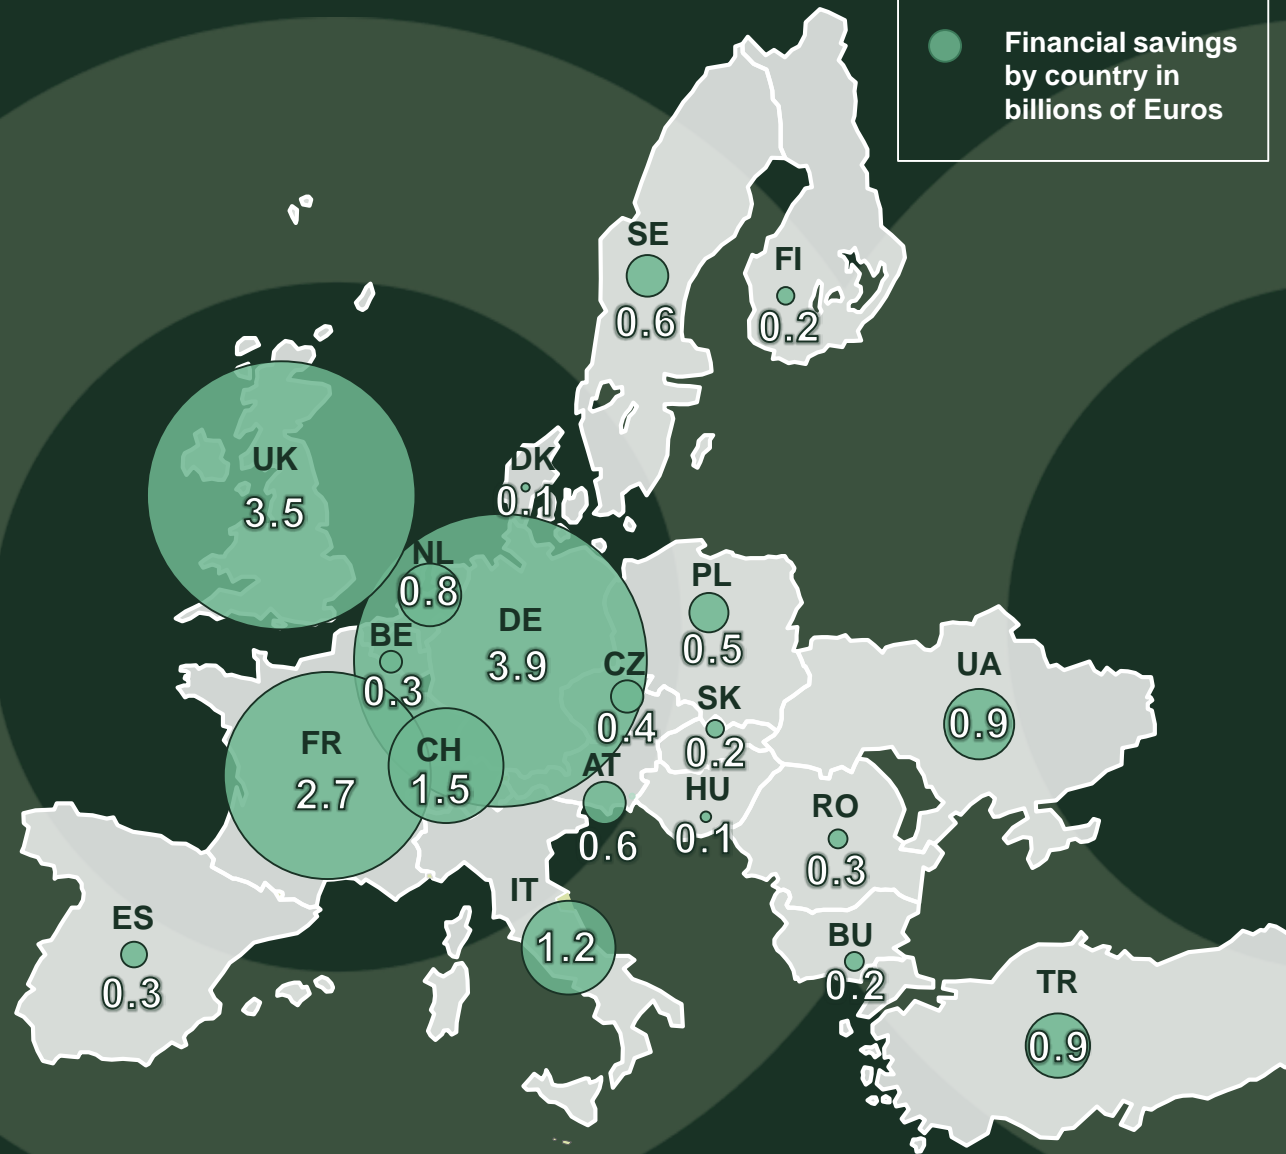 Financial savings
by country in
billions of Euros
SE
0.6
FI
0.2
UK
3.5
DK
0.1
NL
0.8
BE
0.3
DE
3.9
PL
0.5
CZ
0.4
SK
0.2
UA
0.9
FR
2.7
CH
1.5
AT
0.6
HU
0.1
RO
0.3
IT
1.2
ES
0.3
BU
0.2
TR
0.9